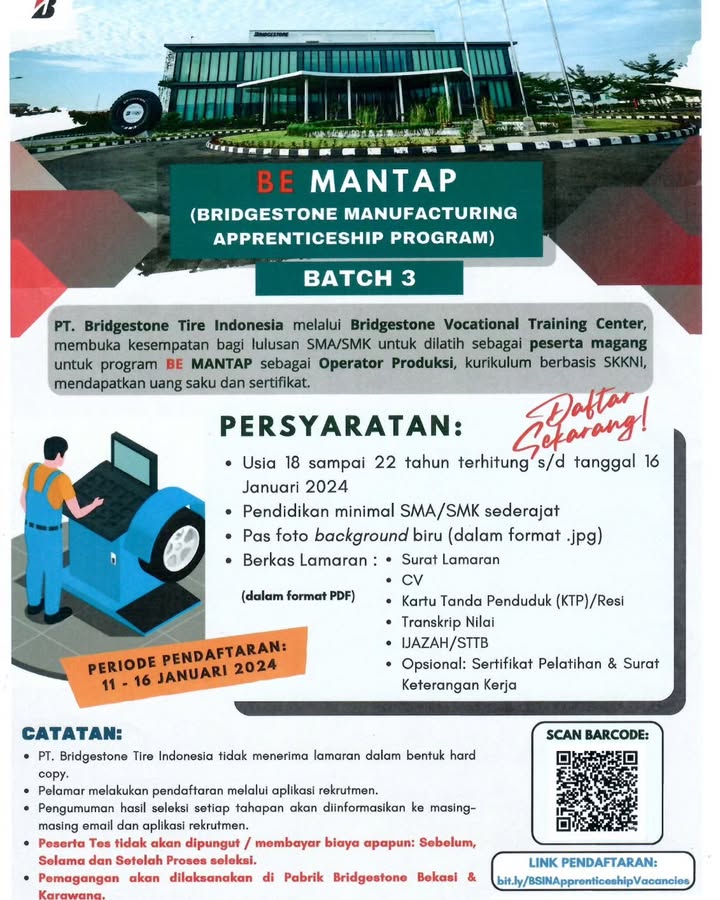 BRIDGESTONE
BE MANTAP
(BRIDGESTONE MANUFACTURING
APPRENTICESHIP PROGRAM)
BATCH 3
PT. Bridgestone Tire Indonesia melalui Bridgestone Vocational Training Center,
membuka kesempatan bagi lulusan SMA/SMK untuk dilatih sebagai peserta magang
untuk program BE MANTAP sebagai Operator Produksi, kurikulum berbasis SKKNI,
mendapatkan uang saku dan sertifikat.
Daftar
Sekarang!
PERSYARATAN:
• Usia 18 sampai 22 tahun terhitung s/d tanggal 16
Januari 2024
• Pendidikan minimal SMA/SMK sederajat
• Pas foto background biru (dalam format .jpg)
• Berkas Lamaran :
(dalam format PDF)
• Surat Lamaran
• CV
• Kartu Tanda Penduduk (KTP)/Resi
• Transkrip Nilai
• IJAZAH/STTB
• Opsional: Sertifikat Pelatihan & Surat
Keterangan Kerja
PERIODE PENDAFTARAN:
11 - 16 JANUARI 2024
CATATAN:
• PT. Bridgestone Tire Indonesia tidak menerima lamaran dalam bentuk hard
copy.
• Pelamar melakukan pendaftaran melalui aplikasi rekrutmen.
• Pengumuman hasil seleksi setiap tahapan akan diinformasikan ke masing-
masing email dan aplikasi rekrutmen.
• Peserta Tes tidak akan dipungut / membayar biaya apapun: Sebelum,
Selama dan Setelah Proses seleksi.
• Pemagangan akan dilaksanakan di Pabrik Bridgestone Bekasi &
Karawang.
SCAN BARCODE:
LINK PENDAFTARAN:
bit.ly/BSINApprenticeshipVacancies